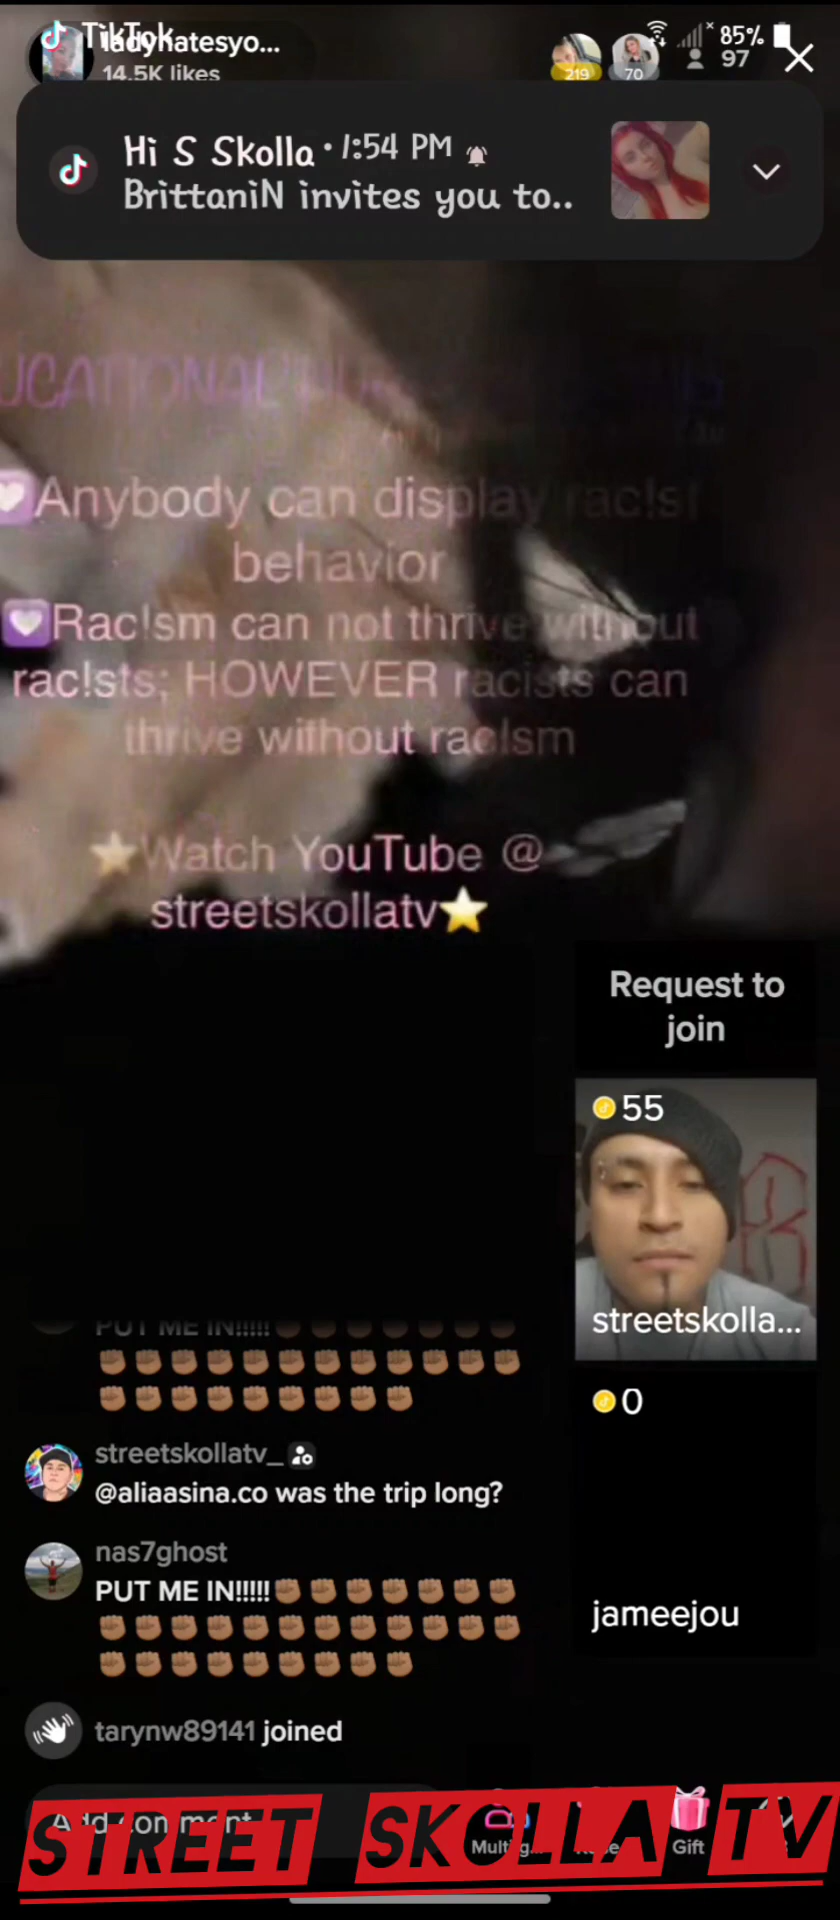 TikTok
ladyhatesyo...
14.5K likes
219
70
85%
97
Hi S Skolla • 1:54 PM
BrittaniN invites you to..
UCATIONAL
💟Anybody can display rac!st
behavior
💟Rac!sm can not thrive without
rac!sts; HOWEVER racists can
thrive without rac!sm
⭐Watch YouTube @
streetskollatv⭐
Request to
join
55
streetskolla...
0
jameejou
PUT ME IN!!!!!✊🏽✊🏽✊🏽✊🏽✊🏽✊🏽✊🏽
✊🏽✊🏽✊🏽✊🏽✊🏽✊🏽✊🏽✊🏽✊🏽✊🏽✊🏽✊🏽
✊🏽✊🏽✊🏽✊🏽✊🏽✊🏽✊🏽✊🏽✊🏽
streetskollatv_
@aliaasina.co was the trip long?
nas7ghost
PUT ME IN!!!!!✊🏽✊🏽✊🏽✊🏽✊🏽✊🏽✊🏽
✊🏽✊🏽✊🏽✊🏽✊🏽✊🏽✊🏽✊🏽✊🏽✊🏽✊🏽✊🏽
✊🏽✊🏽✊🏽✊🏽✊🏽✊🏽✊🏽✊🏽✊🏽
tarynw89141 joined
Add comment
Gift
STREET SKOLLA TV